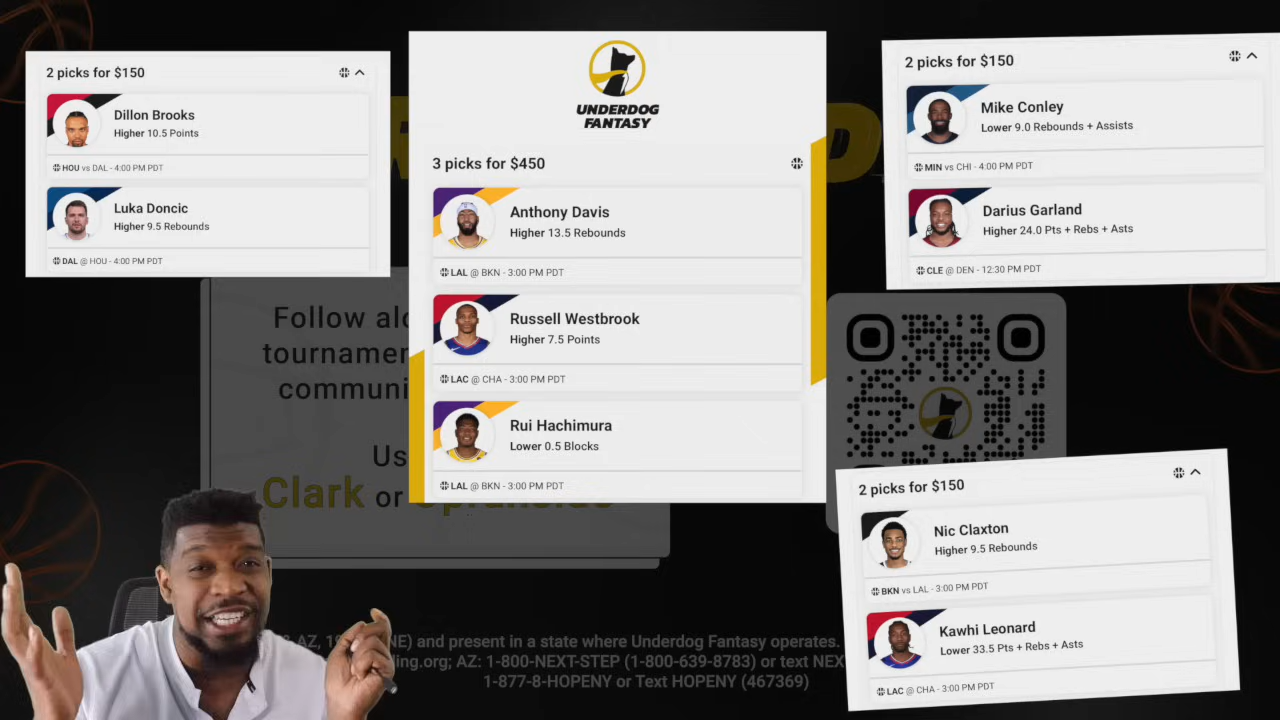 2 picks for $150
Dillon Brooks
Higher 10.5 Points
HOU vs DAL - 4:00 PM PDT
Luka Doncic
Higher 9.5 Rebounds
DAL @ HOU - 4:00 PM PDT
UNDERDOG
FANTASY
3 picks for $450
Anthony Davis
Higher 13.5 Rebounds
LAL @ BKN - 3:00 PM PDT
Russell Westbrook
Higher 7.5 Points
LAC @ CHA - 3:00 PM PDT
Rui Hachimura
Lower 0.5 Blocks
LAL @ BKN - 3:00 PM PDT
2 picks for $150
Mike Conley
Lower 9.0 Rebounds + Assists
MIN vs CHI - 4:00 PM PDT
Darius Garland
Higher 24.0 Pts + Rebs + Asts
CLE @ DEN - 12:30 PM PDT
2 picks for $150
Nic Claxton
Higher 9.5 Rebounds
BKN vs LAL - 3:00 PM PDT
Kawhi Leonard
Lower 33.5 Pts + Rebs + Asts
LAC @ CHA - 3:00 PM PDT
Follow
Clark or
and present in a state where Underdog Fantasy operates.
AZ: 1-800-NEXT-STEP (1-800-639-8783) or text
1-877-8-HOPENY or Text HOPENY (467369)